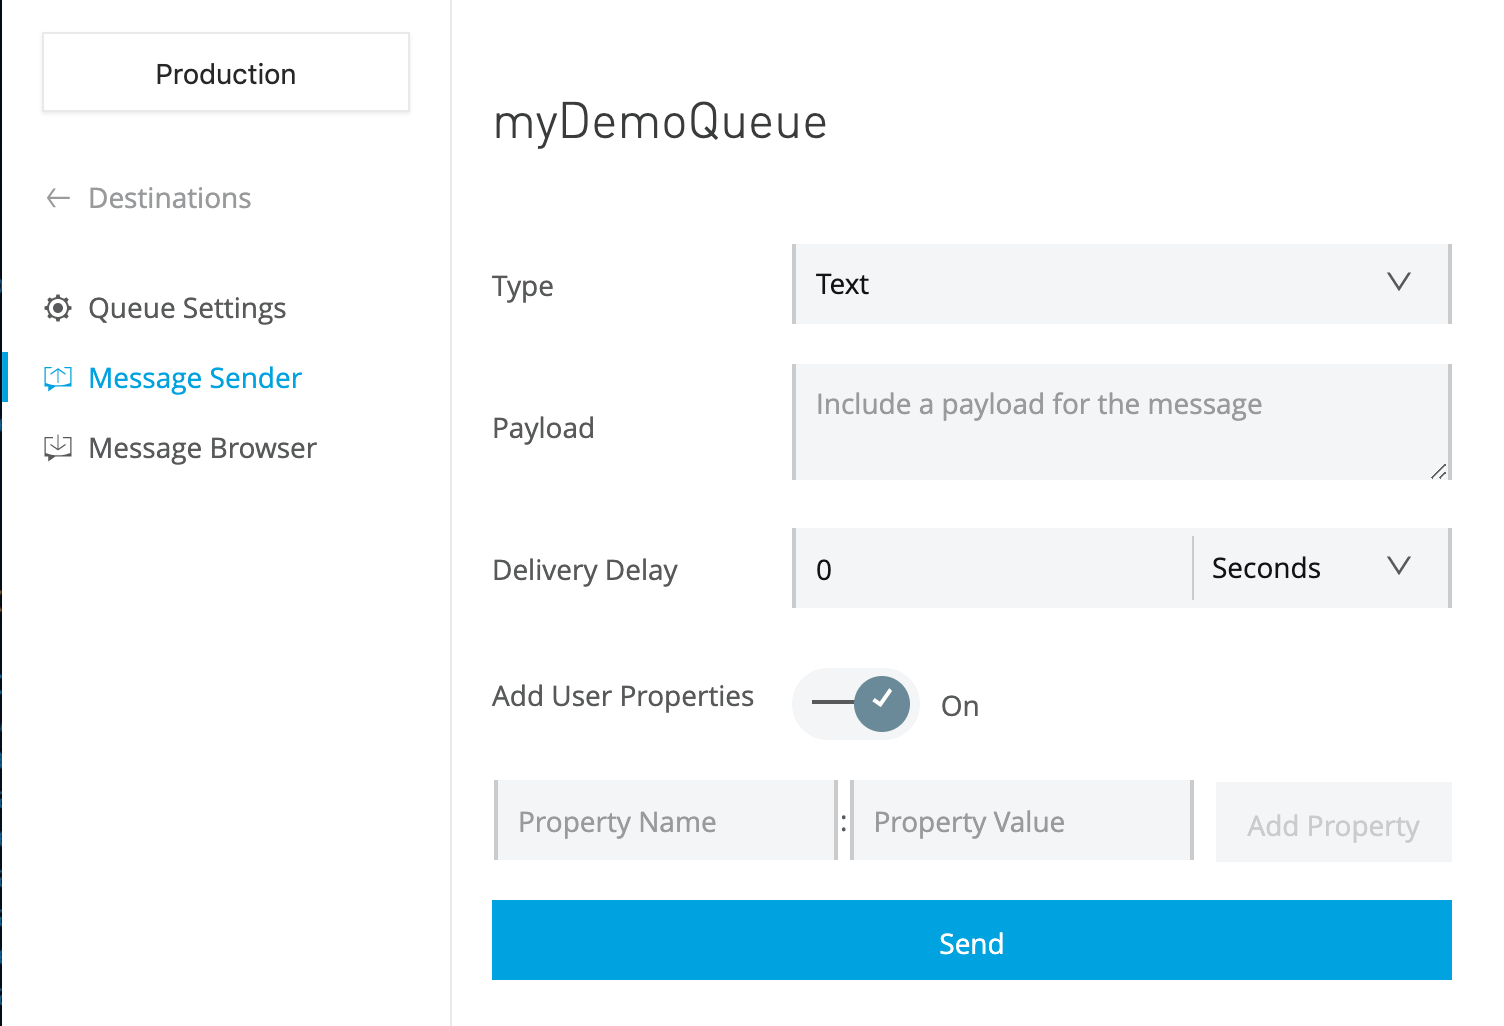 Production
Destinations
Queue Settings
Message Sender
Message Browser
myDemoQueue
Type
Text
Payload
Include a payload for the message
Delivery Delay
0
Seconds
Add User Properties
On
Property Name : Property Value
Add Property
Send